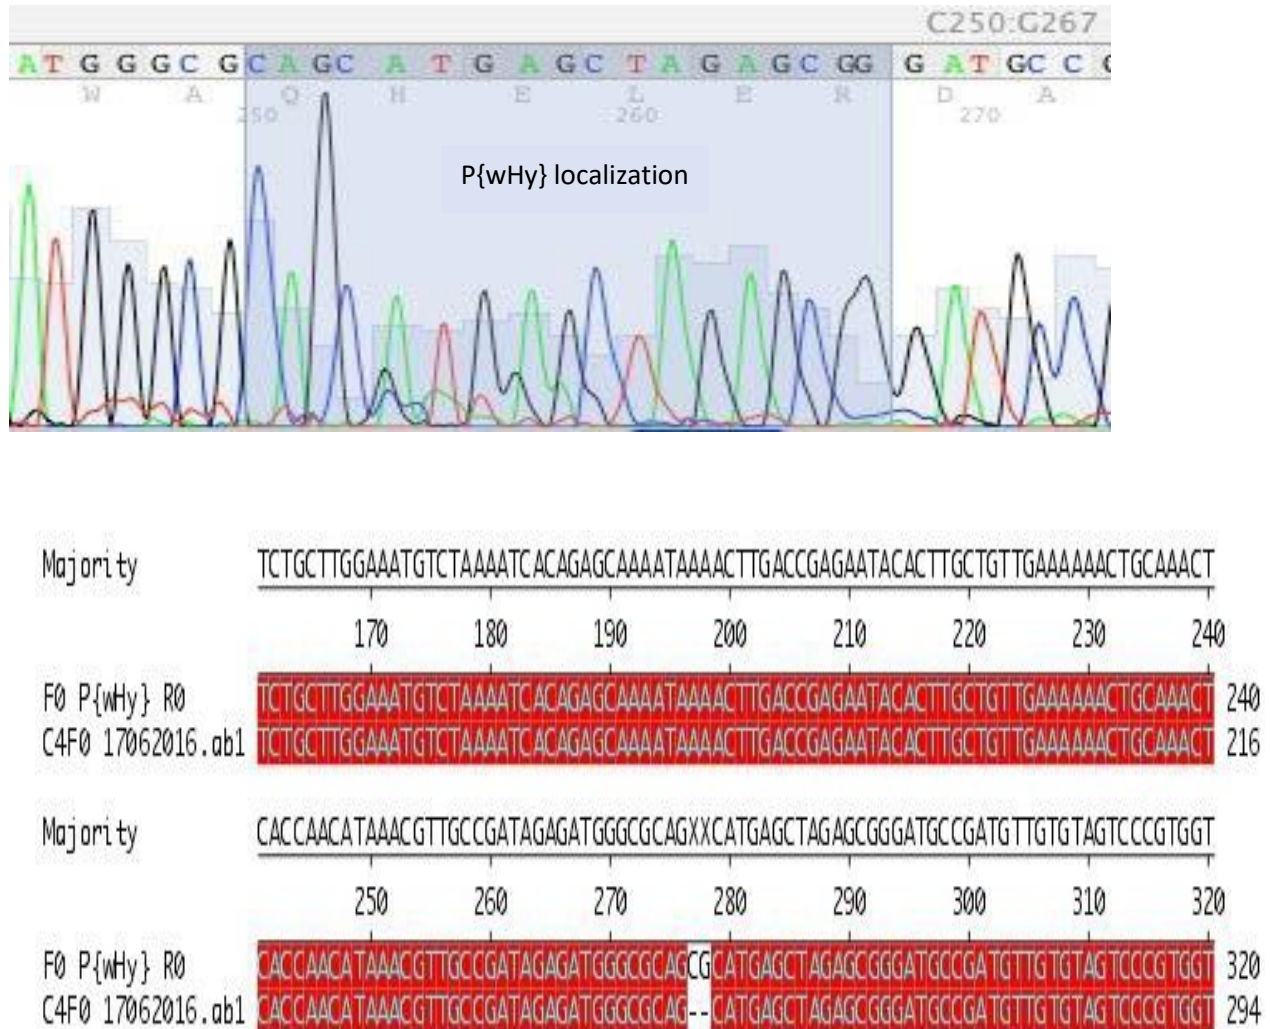 C250:G267
A T G G G C G C A G C A T G A G C T A G A G C G G G A T G C C
W A Q H E L E R D A
250 260 270
P{wHy} localization
Majority TCTGCTTGGAAATGTCTAAAATCACAGAGCAAAATAAAACTTGACCGAGAATACACTTGCTGTTGAAAAAACTGCAAACT
170 180 190 200 210 220 230 240
F0 P{wHy} R0 TCTGCTTGGAAATGTCTAAAATCACAGAGCAAAATAAAACTTGACCGAGAATACACTTGCTGTTGAAAAAACTGCAAACT 240
C4F0 17062016.ab1 TCTGCTTGGAAATGTCTAAAATCACAGAGCAAAATAAAACTTGACCGAGAATACACTTGCTGTTGAAAAAACTGCAAACT 216
Majority CACCAACATAAACGTTGCCGATAGAGATGGGCGCAGXXCATGAGCTAGAGCGGGATGCCGATGTTGTGTAGTCCCGTGGT
250 260 270 280 290 300 310 320
F0 P{wHy} R0 CACCAACATAAACGTTGCCGATAGAGATGGGCGCAGCGCATGAGCTAGAGCGGGATGCCGATGTTGTGTAGTCCCGTGGT 320
C4F0 17062016.ab1 CACCAACATAAACGTTGCCGATAGAGATGGGCGCAG--CATGAGCTAGAGCGGGATGCCGATGTTGTGTAGTCCCGTGGT 294